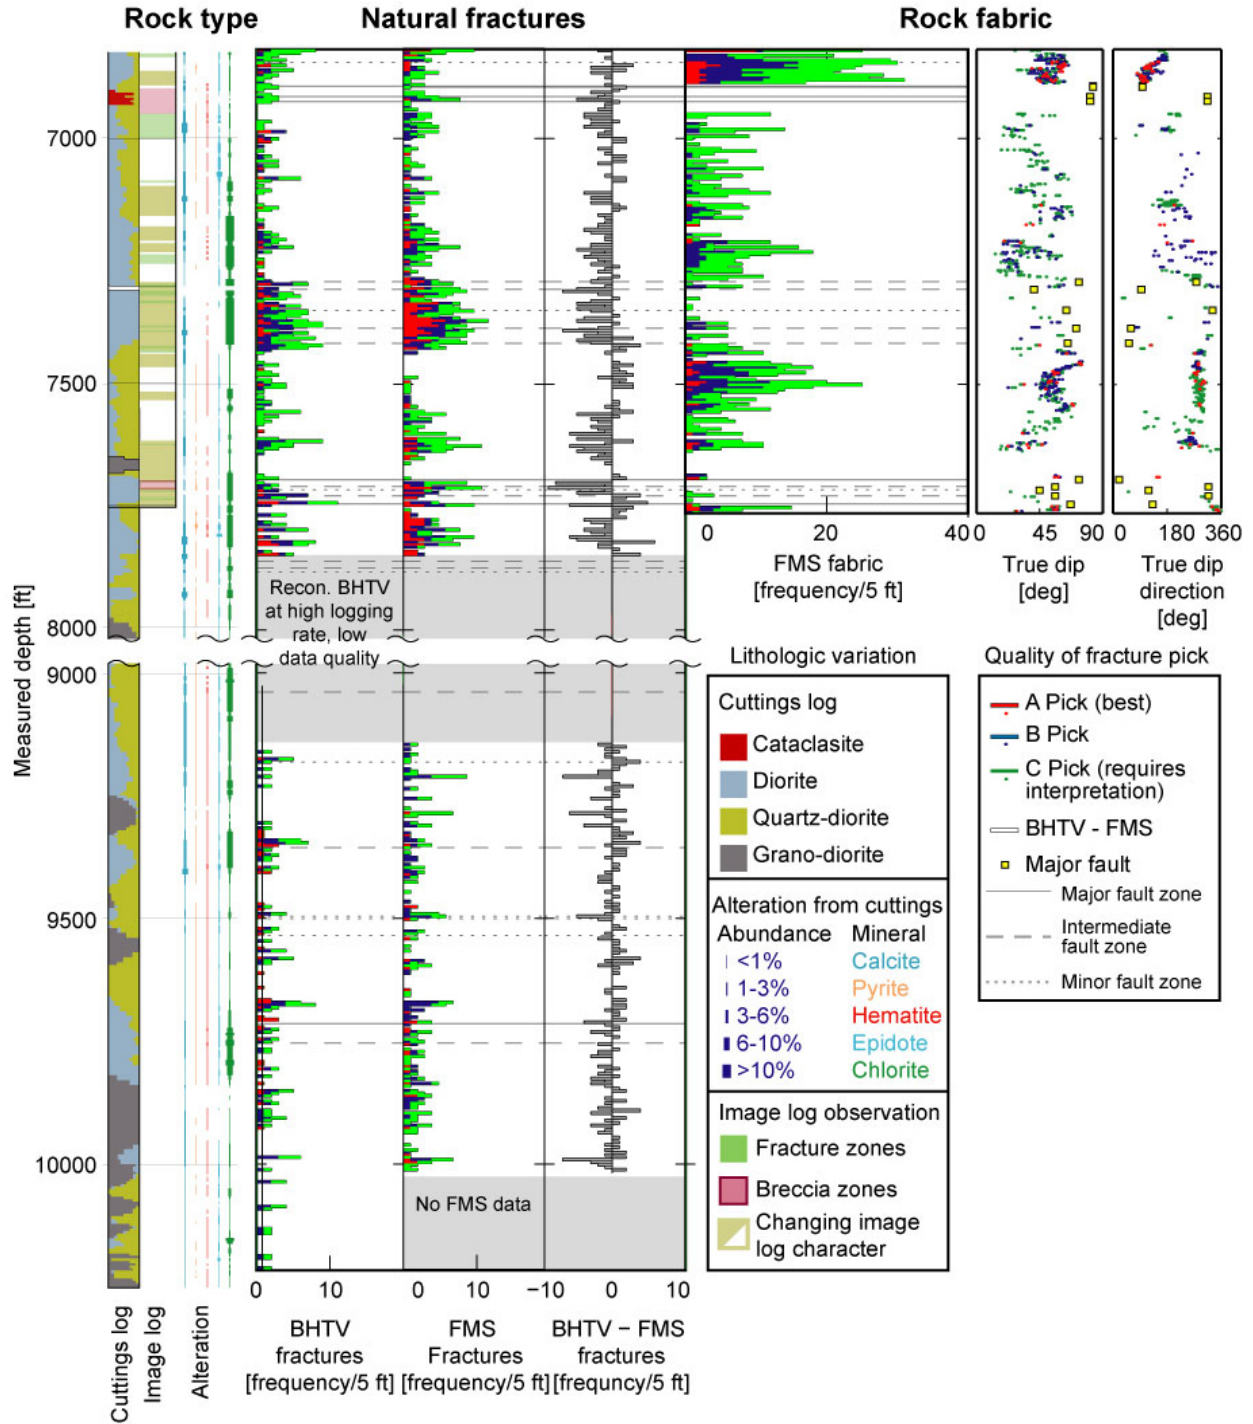 Rock type
Natural fractures
Rock fabric
Measured depth [ft]
7000
7500
8000
9000
9500
10000
Recon. BHTV
at high logging
rate, low
data quality
No FMS data
0
20
40
FMS fabric
[frequency/5 ft]
0
45
90
True dip
[deg]
0
180
360
True dip
direction
[deg]
0
10
BHTV
fractures
[frequency/5 ft]
0
10
FMS
Fractures
[frequency/5 ft]
−10
0
10
BHTV − FMS
fractures
[frequncy/5 ft]
Cuttings log
Image log
Alteration
Lithologic variation
Cuttings log
Cataclasite
Diorite
Quartz-diorite
Grano-diorite
Alteration from cuttings
Abundance Mineral
<1% Calcite
1-3% Pyrite
3-6% Hematite
6-10% Epidote
>10% Chlorite
Image log observation
Fracture zones
Breccia zones
Changing image
log character
Quality of fracture pick
A Pick (best)
B Pick
C Pick (requires
interpretation)
BHTV - FMS
Major fault
Major fault zone
Intermediate
fault zone
Minor fault zone